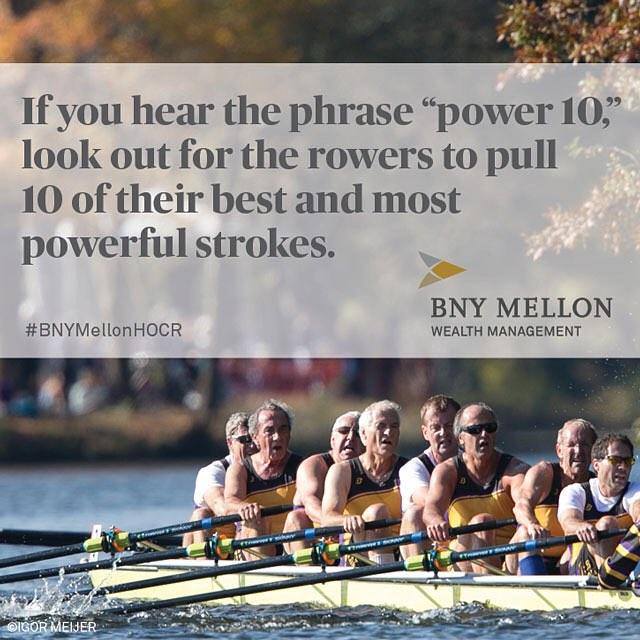 If you hear the phrase “power 10,”
look out for the rowers to pull
10 of their best and most
powerful strokes.
BNY MELLON
WEALTH MANAGEMENT
#BNYMellonHOCR
©IGOR MEIJER